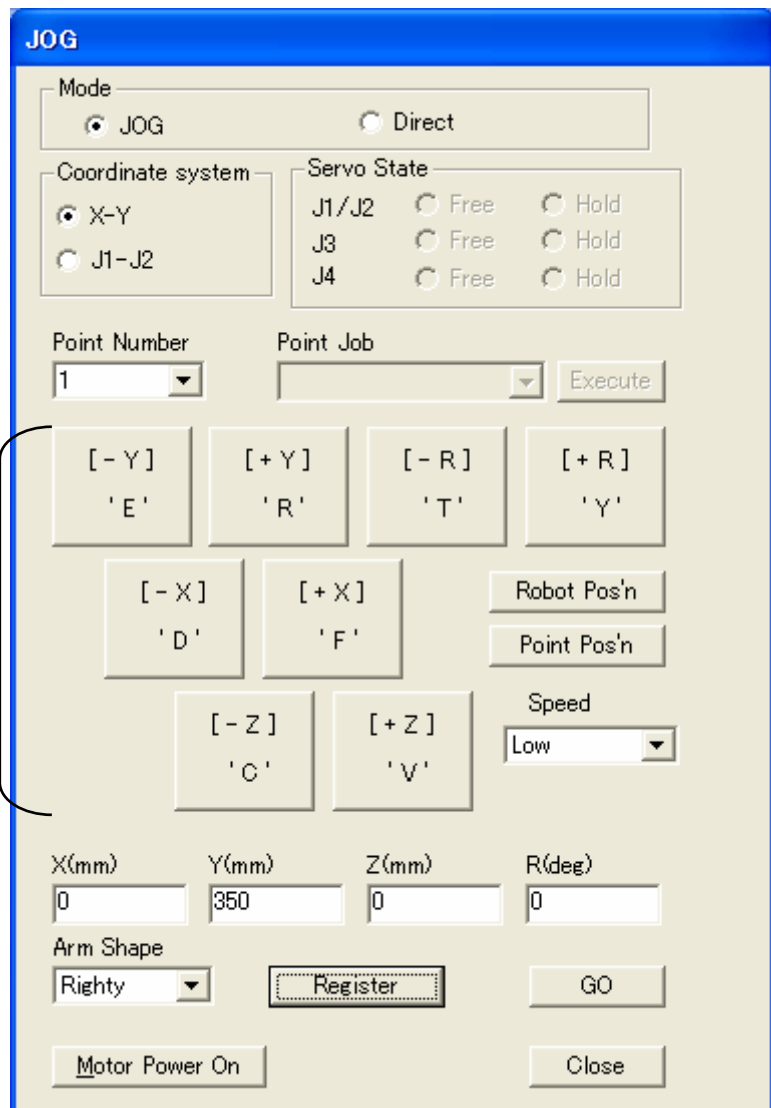 JOG
Mode
JOG Direct
Coordinate system
X-Y
J1-J2
Servo State
J1/J2 Free Hold
J3 Free Hold
J4 Free Hold
Point Number Point Job
1 Execute
[-Y] [+Y] [-R] [+R]
'E' 'R' 'T' 'Y'
[-X] [+X]
'D' 'F'
Robot Pos'n
Point Pos'n
[-Z] [+Z]
'C' 'V'
Speed
Low
X(mm) Y(mm) Z(mm) R(deg)
0 350 0 0
Arm Shape
Righty Register GO
Motor Power On Close